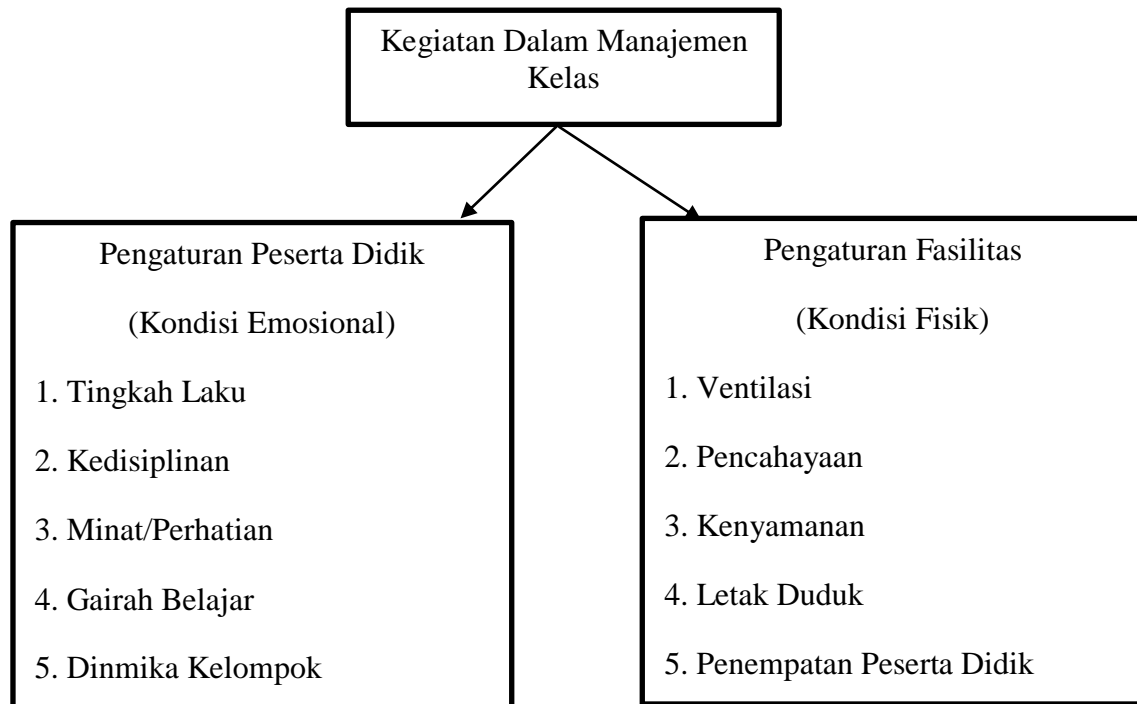 Kegiatan Dalam Manajemen
Kelas
Pengaturan Peserta Didik
(Kondisi Emosional)
1. Tingkah Laku
2. Kedisiplinan
3. Minat/Perhatian
4. Gairah Belajar
5. Dinmika Kelompok
Pengaturan Fasilitas
(Kondisi Fisik)
1. Ventilasi
2. Pencahayaan
3. Kenyamanan
4. Letak Duduk
5. Penempatan Peserta Didik